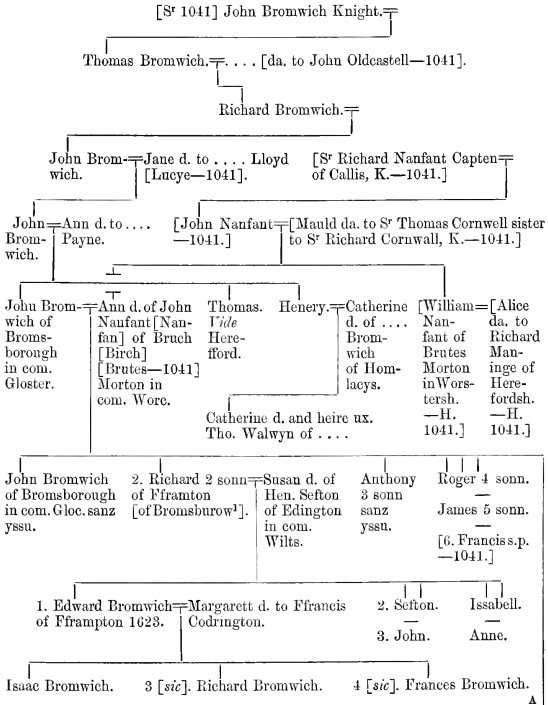 [Sʳ 1041] John Bromwich Knight.
Thomas Bromwich. . . . . [da. to John Oldcastell—1041].
Richard Bromwich.
John Brom-
wich.
Jane d. to . . . . Lloyd
[Lucye—1041].
[Sʳ Richard Nanfant Capten
of Callis, K.—1041.]
John
Brom-
wich.
Ann d. to . . . .
Payne.
[John Nanfant
—1041.]
[Mauld da. to Sʳ Thomas Cornwell sister
to Sʳ Richard Cornwall, K.—1041.]
John Brom-
wich of
Broms-
borough
in com.
Gloster.
Ann d. of John
Nanfant [Nan-
fan] of Bruch
[Birch]
[Brutes—1041]
Morton in
com. Worc.
Thomas.
Vide
Here-
fford.
Henery.
Catherine
d. of . . . .
Brom-
wich
of Hom-
lacys.
[William
Nan-
fant of
Brutes
Morton
in Wors-
tersh.
—H.
1041.]
[Alice
da. to
Richard
Man-
inge of
Here-
fordsh.
—H.
1041.]
Catherine d. and heire ux.
Tho. Walwyn of . . . .
John Bromwich
of Bromsborough
in com. Gloc. sanz
yssu.
2. Richard 2 sonn
of Fframton
[of Bromsburow¹].
Susan d. of
Hen. Sefton
of Edington
in com.
Wilts.
Anthony
3 sonn
sanz
yssu.
Roger 4 sonn.
—
James 5 sonn.
—
[6. Francis s.p.
—1041.]
1. Edward Bromwich
of Fframpton 1623.
Margarett d. to Ffrancis
Codrington.
2. Sefton.
—
3. John.
Issabell.
—
Anne.
Isaac Bromwich.
3 [sic]. Richard Bromwich.
4 [sic]. Frances Bromwich.
A